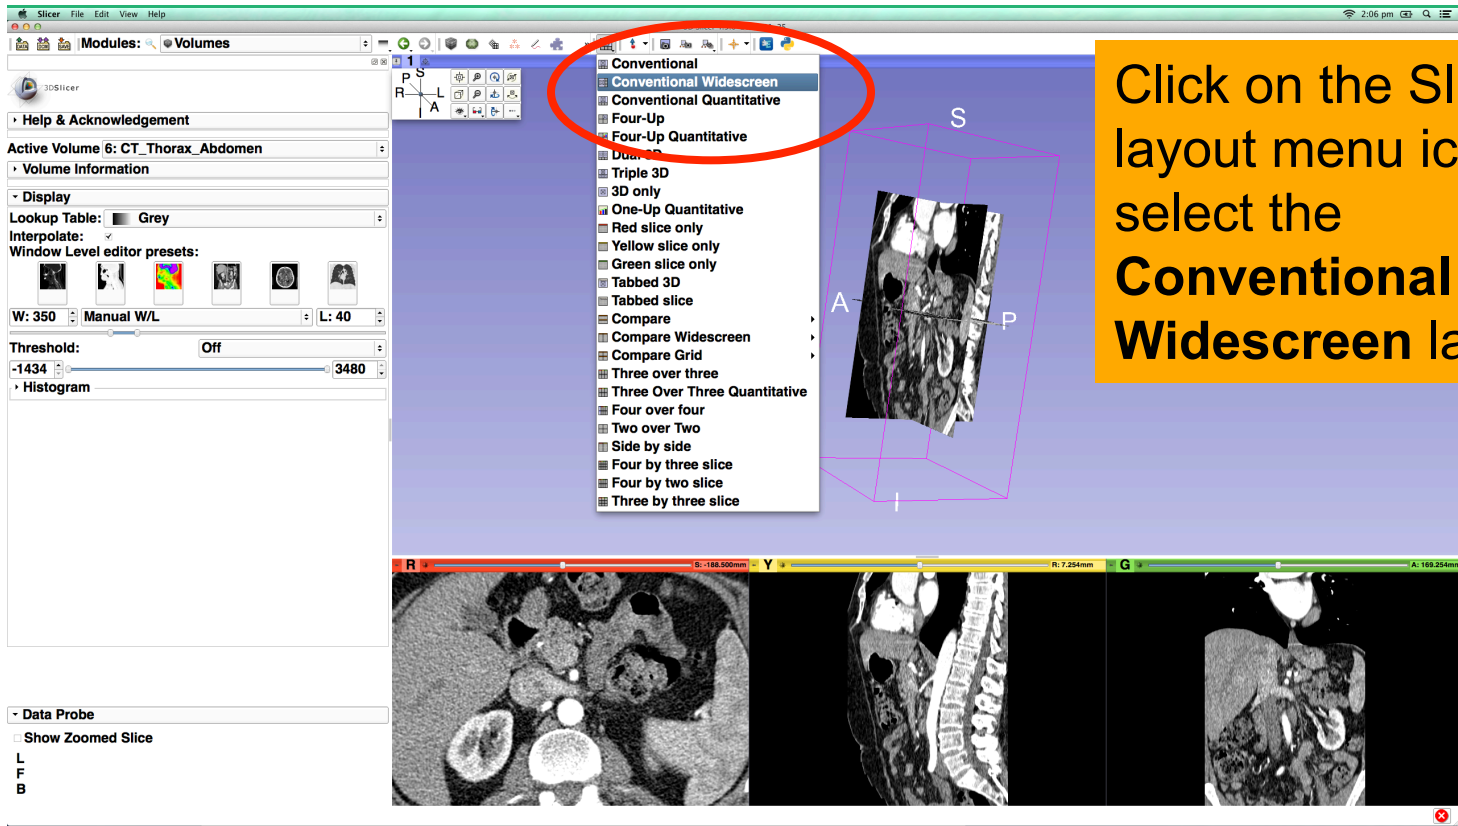 Slicer File Edit View Help
2:06 pm
DATA
SAVE
Modules:
Volumes
3DSlicer
Help & Acknowledgement
Active Volume 6: CT_Thorax_Abdomen
Volume Information
Display
Lookup Table: Grey
Interpolate:
Window Level editor presets:
W: 350 Manual W/L L: 40
Threshold: Off
-1434 3480
Histogram
Data Probe
Show Zoomed Slice
L
F
B
1
P S
R L
I A
Conventional
Conventional Widescreen
Conventional Quantitative
Four-Up
Four-Up Quantitative
Dual 3D
Triple 3D
3D only
One-Up Quantitative
Red slice only
Yellow slice only
Green slice only
Tabbed 3D
Tabbed slice
Compare
Compare Widescreen
Compare Grid
Three over three
Three Over Three Quantitative
Four over four
Two over Two
Side by side
Four by three slice
Four by two slice
Three by three slice
S
A
P
I
Click on the Sl
layout menu ic
select the
Conventional
Widescreen la
R S: -188.500mm
Y R: 7.254mm
G A: 169.254mm